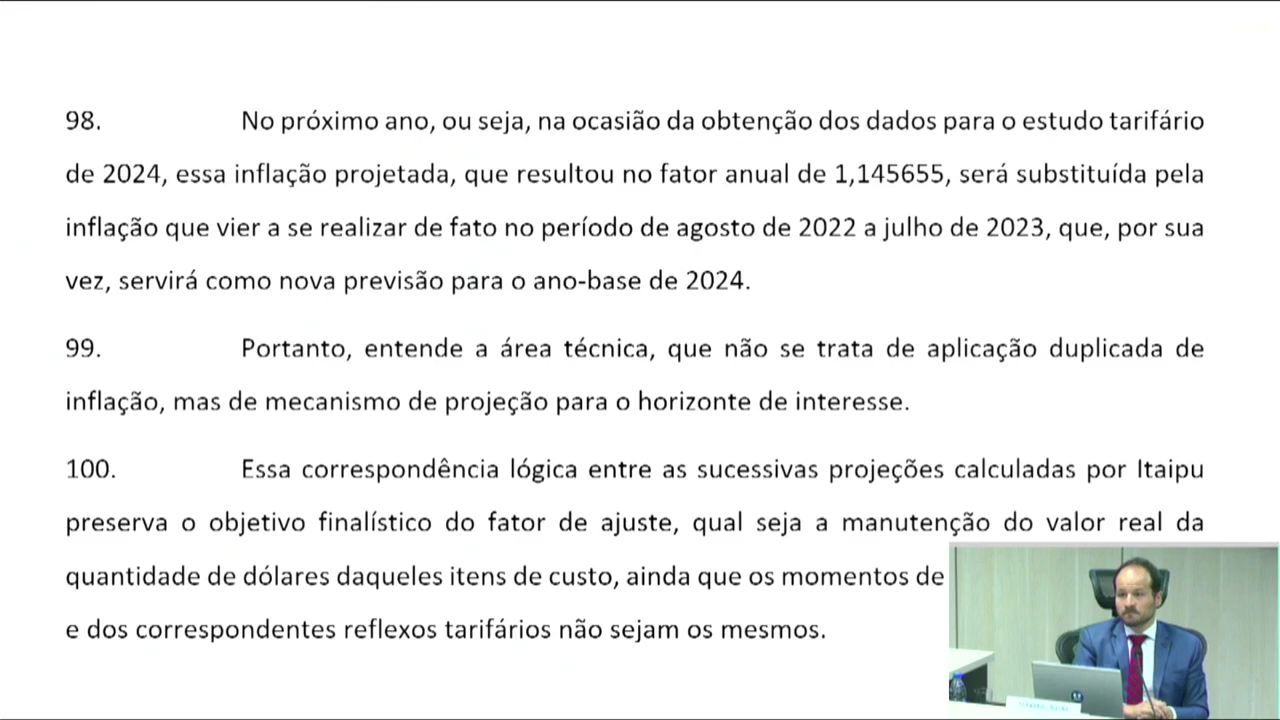 98. No próximo ano, ou seja, na ocasião da obtenção dos dados para o estudo tarifário
de 2024, essa inflação projetada, que resultou no fator anual de 1,145655, será substituída pela
inflação que vier a se realizar de fato no período de agosto de 2022 a julho de 2023, que, por sua
vez, servirá como nova previsão para o ano-base de 2024.
99. Portanto, entende a área técnica, que não se trata de aplicação duplicada de
inflação, mas de mecanismo de projeção para o horizonte de interesse.
100. Essa correspondência lógica entre as sucessivas projeções calculadas por Itaipu
preserva o objetivo finalístico do fator de ajuste, qual seja a manutenção do valor real da
quantidade de dólares daqueles itens de custo, ainda que os momentos de
e dos correspondentes reflexos tarifários não sejam os mesmos.